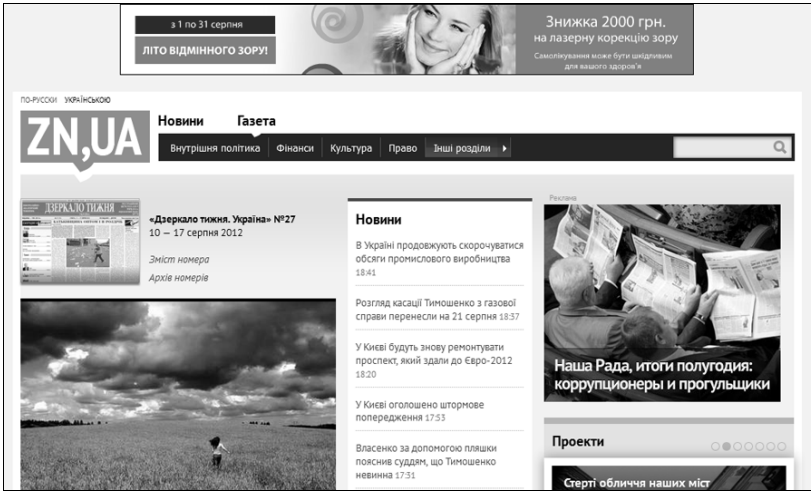 з 1 по 31 серпня
ЛІТО ВІДМІННОГО ЗОРУ!
Знижка 2000 грн.
на лазерну корекцію зору
Самолікування може бути шкідливим
для вашого здоров'я
ПО-РУССКИ УКРАЇНСЬКОЮ
ZN,UA
Новини Газета
Внутрішня політика Фінанси Культура Право Інші розділи
ДЗЕРКАЛО ТИЖНЯ
«Дзеркало тижня. Україна» №27
10 — 17 серпня 2012
Зміст номера
Архів номерів
Новини
В Україні продовжують скорочуватися
обсяги промислового виробництва
18:41
Розгляд касації Тимошенко з газової
справи перенесли на 21 серпня 18:37
У Києві будуть знову ремонтувати
проспект, який здали до Євро-2012
18:20
У Києві оголошено штормове
попередження 17:53
Власенко за допомогою пляшки
пояснив суддям, що Тимошенко
невинна 17:31
Реклама
Наша Рада, итоги полугодия:
коррупционеры и прогульщики
Проекти
Стерті обличчя наших міст